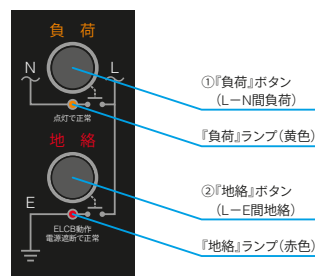 負 荷
N L
点灯で正常
地 絡
E
ELCB動作
電源遮断で正常
①『負荷』ボタン
（L－N間負荷）
『負荷』ランプ（黄色）
②『地絡』ボタン
（L－E間地絡）
『地絡』ランプ（赤色）